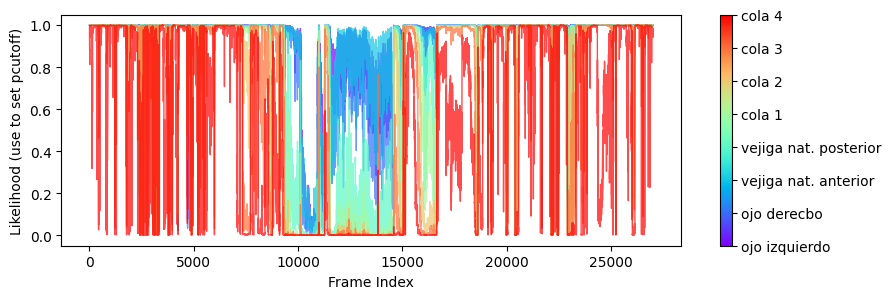 Likelihood (use to set pcutoff)
1.0
0.8
0.6
0.4
0.2
0.0
0
5000
10000
15000
20000
25000
Frame Index
cola 4
cola 3
cola 2
cola 1
vejiga nat. posterior
vejiga nat. anterior
ojo derecbo
ojo izquierdo